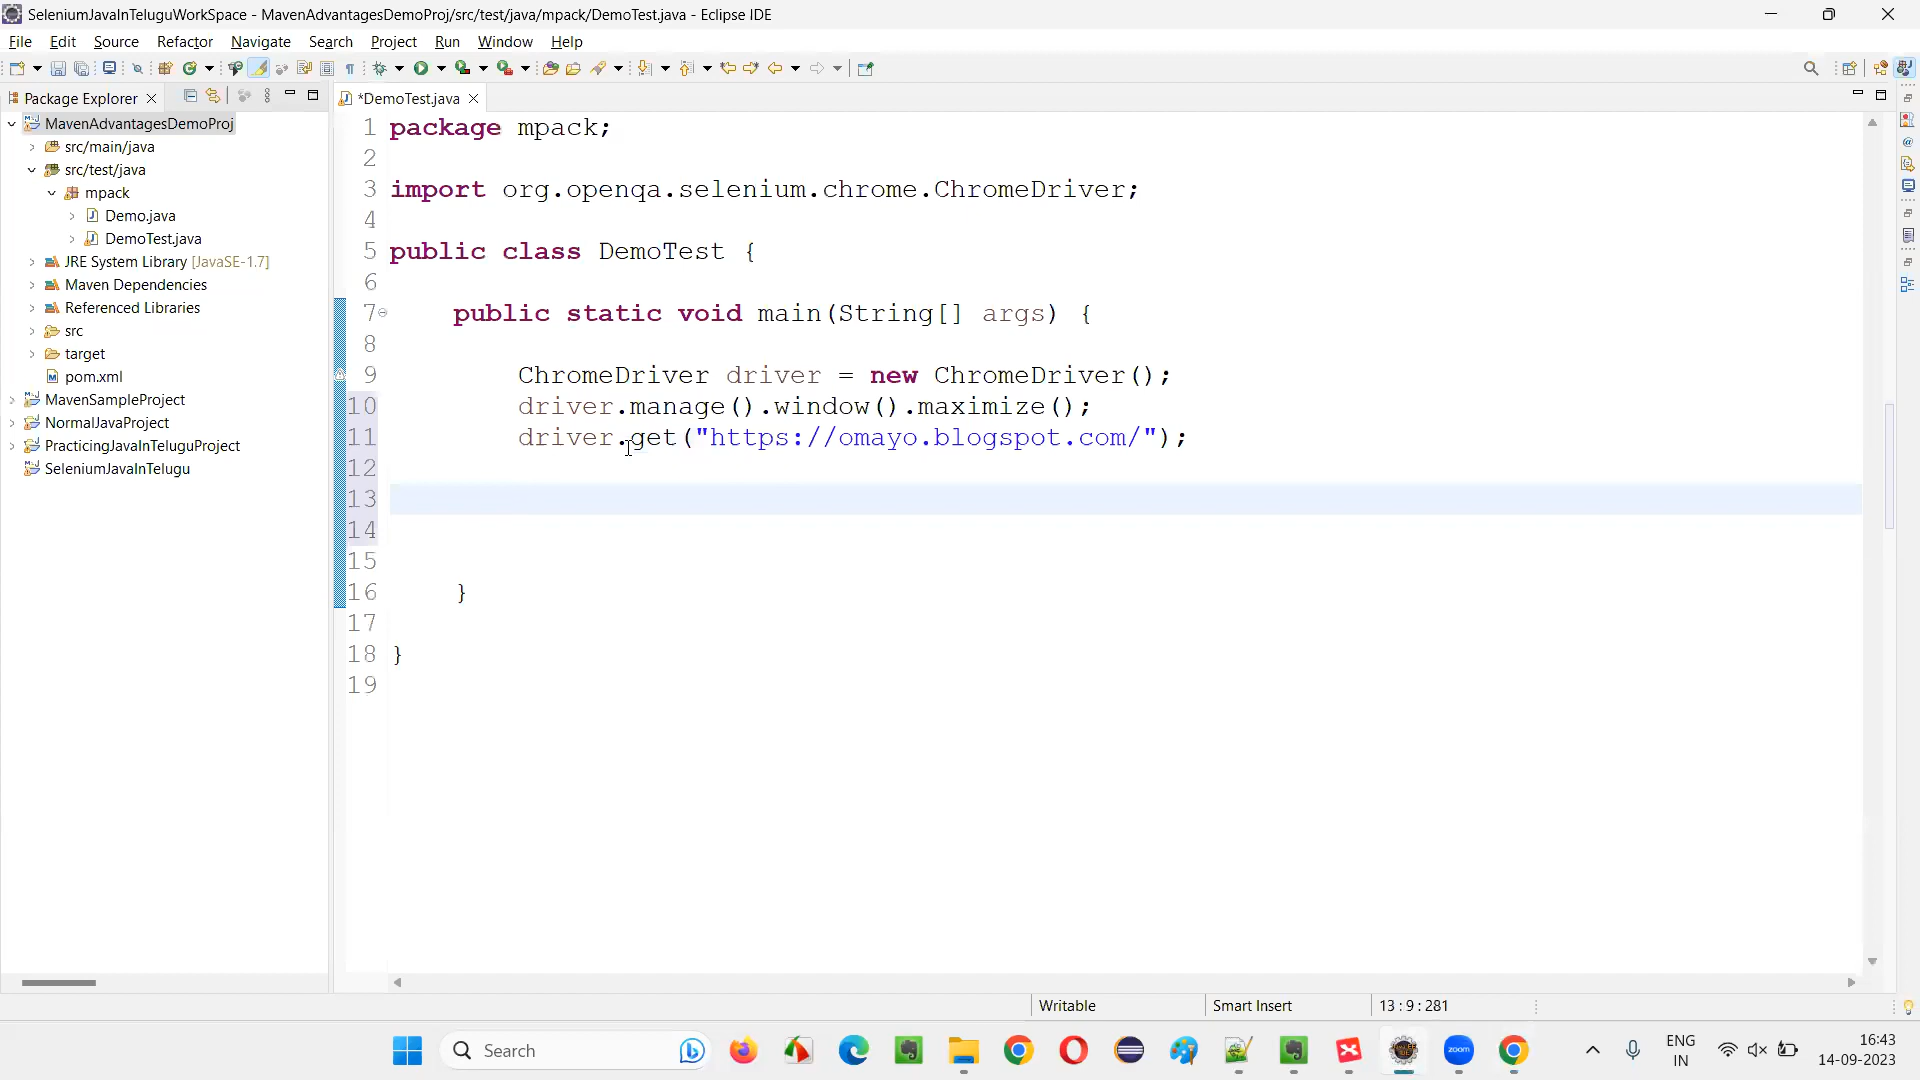 SeleniumJavaInTeluguWorkSpace - MavenAdvantagesDemoProj/src/test/java/mpack/DemoTest.java - Eclipse IDE
File Edit Source Refactor Navigate Search Project Run Window Help
Package Explorer
*DemoTest.java
MavenAdvantagesDemoProj
src/main/java
src/test/java
mpack
Demo.java
DemoTest.java
JRE System Library [JavaSE-1.7]
Maven Dependencies
Referenced Libraries
src
target
pom.xml
MavenSampleProject
NormalJavaProject
PracticingJavaInTeluguProject
SeleniumJavaInTelugu
1 package mpack;
2
3 import org.openqa.selenium.chrome.ChromeDriver;
4
5 public class DemoTest {
6
7 public static void main(String[] args) {
8
9 ChromeDriver driver = new ChromeDriver();
10 driver.manage().window().maximize();
11 driver.get("https://omayo.blogspot.com/");
12
13
14
15
16 }
17
18 }
19
Writable Smart Insert 13 : 9 : 281
Search zoom ENG 16:43
IN 14-09-2023